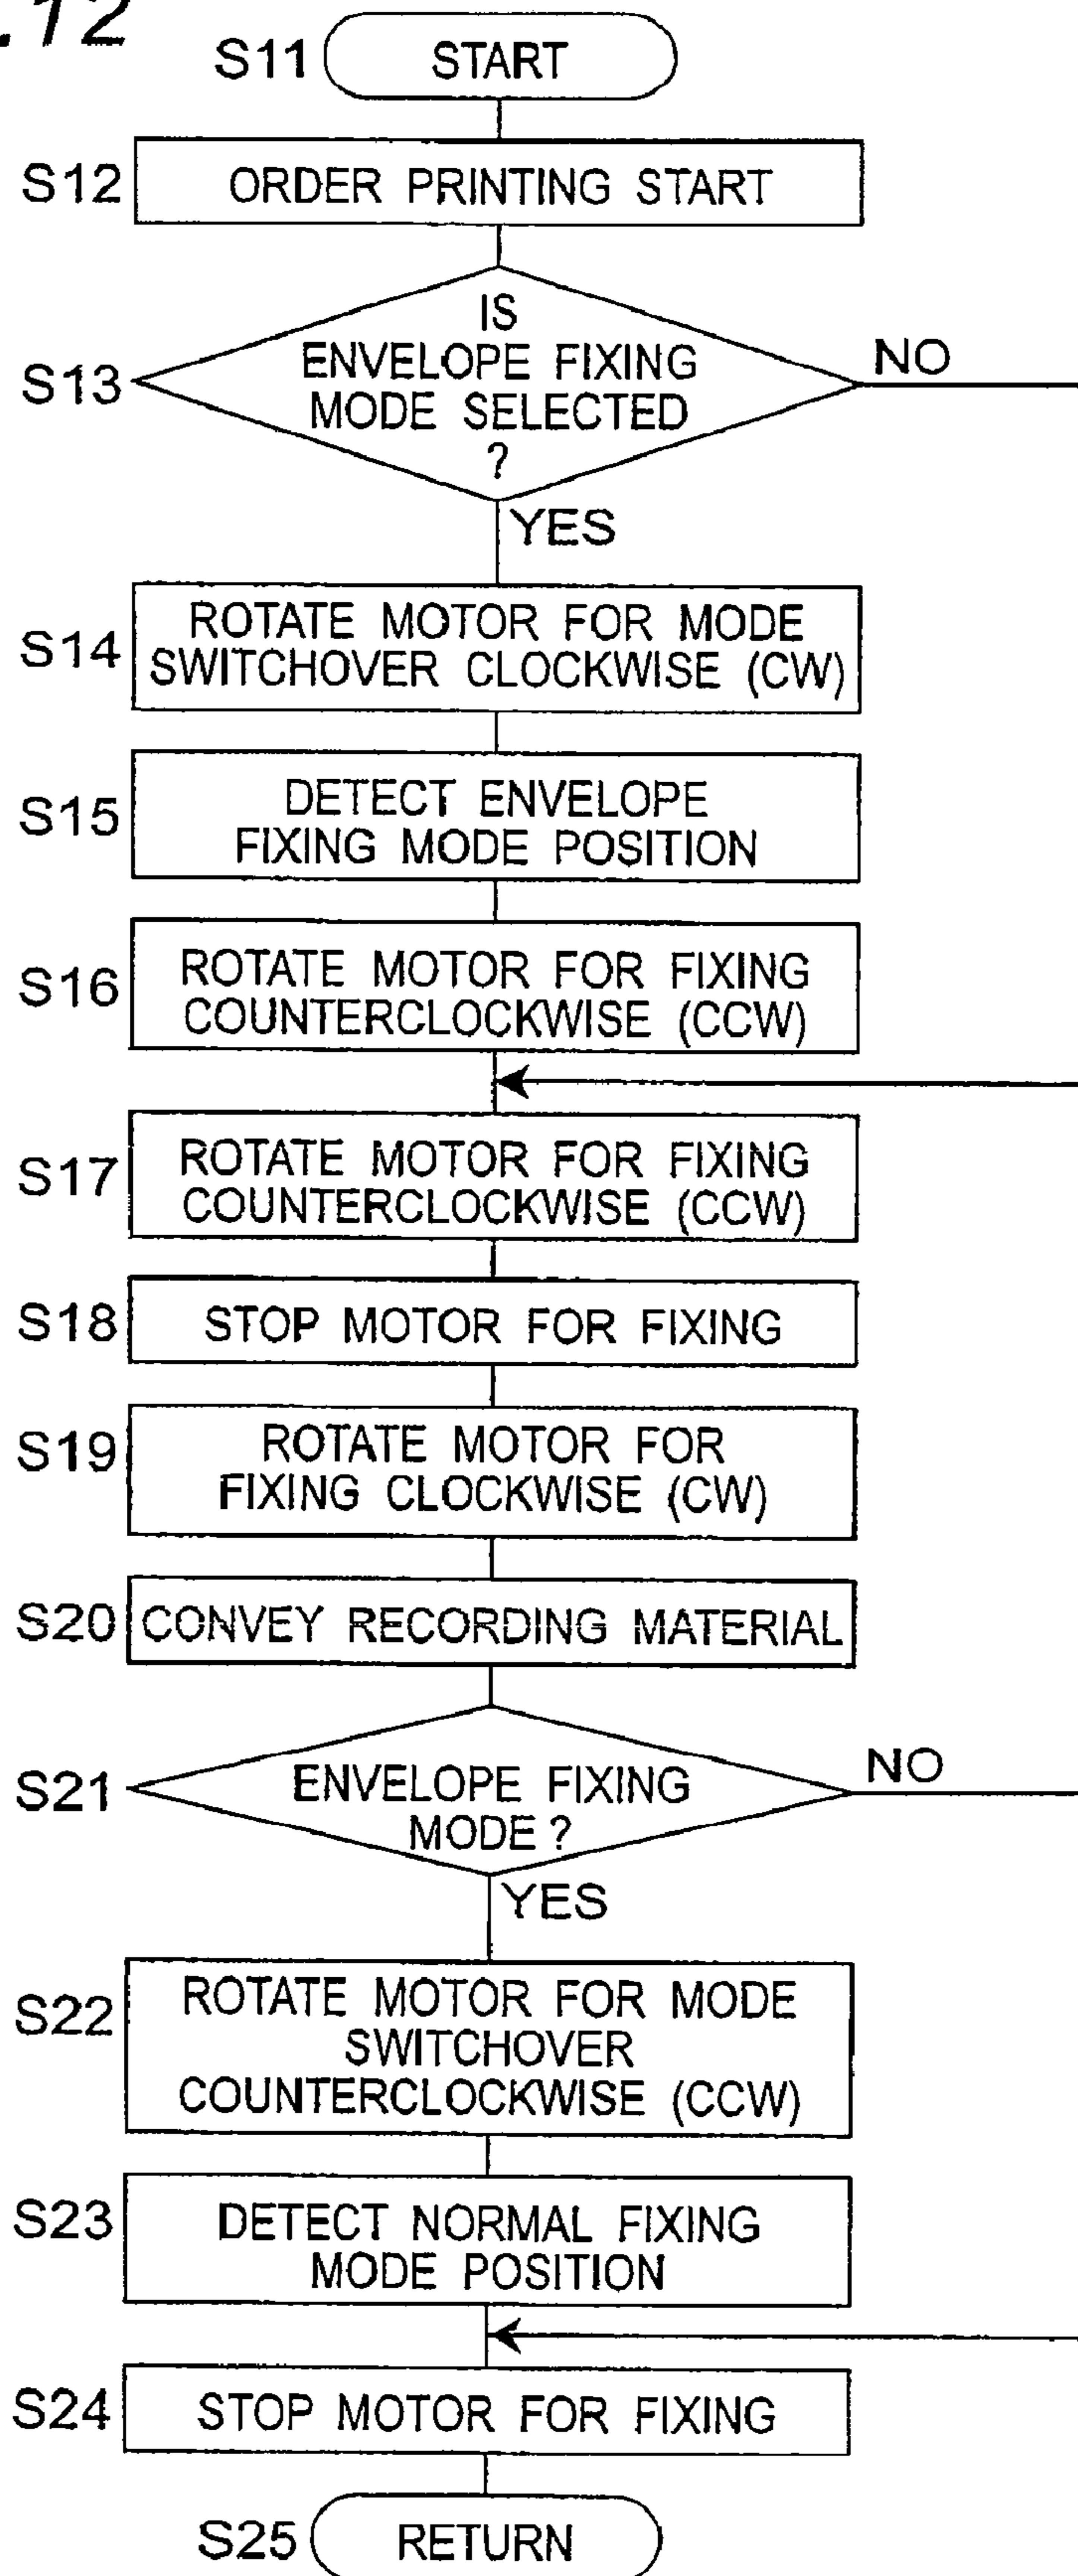 .12
S11 START
S12 ORDER PRINTING START
IS
ENVELOPE FIXING
MODE SELECTED
?
S13
NO
YES
S14
ROTATE MOTOR FOR MODE
SWITCHOVER CLOCKWISE (CW)
S15
DETECT ENVELOPE
FIXING MODE POSITION
S16
ROTATE MOTOR FOR FIXING
COUNTERCLOCKWISE (CCW)
S17
ROTATE MOTOR FOR FIXING
COUNTERCLOCKWISE (CCW)
S18 STOP MOTOR FOR FIXING
S19
ROTATE MOTOR FOR
FIXING CLOCKWISE (CW)
S20 CONVEY RECORDING MATERIAL
S21
ENVELOPE FIXING
MODE ?
NO
YES
S22
ROTATE MOTOR FOR MODE
SWITCHOVER
COUNTERCLOCKWISE (CCW)
S23
DETECT NORMAL FIXING
MODE POSITION
S24 STOP MOTOR FOR FIXING
S25 RETURN